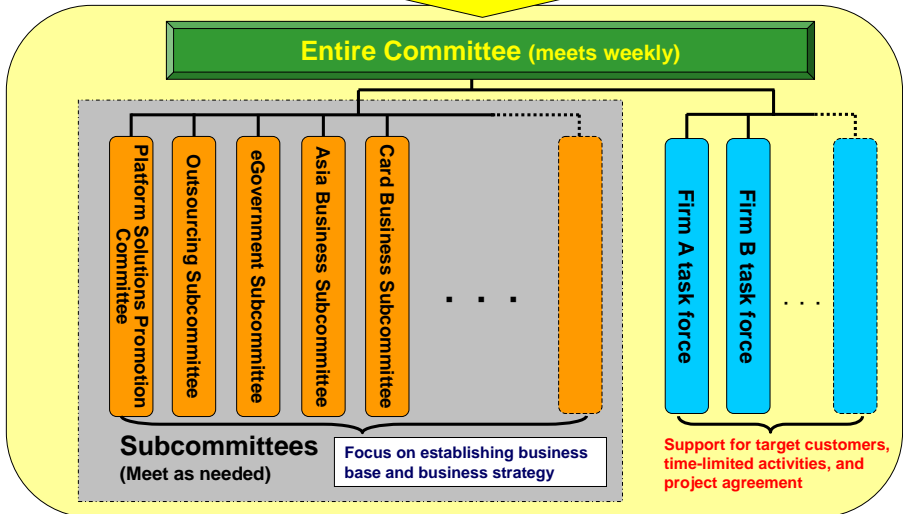 Entire Committee (meets weekly)
Platform Solutions Promotion
Committee
Outsourcing Subcommittee
eGovernment Subcommittee
Asia Business Subcommittee
Card Business Subcommittee
. . .
Firm A task force
Firm B task force
. . .
Subcommittees
(Meet as needed)
Focus on establishing business
base and business strategy
Support for target customers,
time-limited activities, and
project agreement